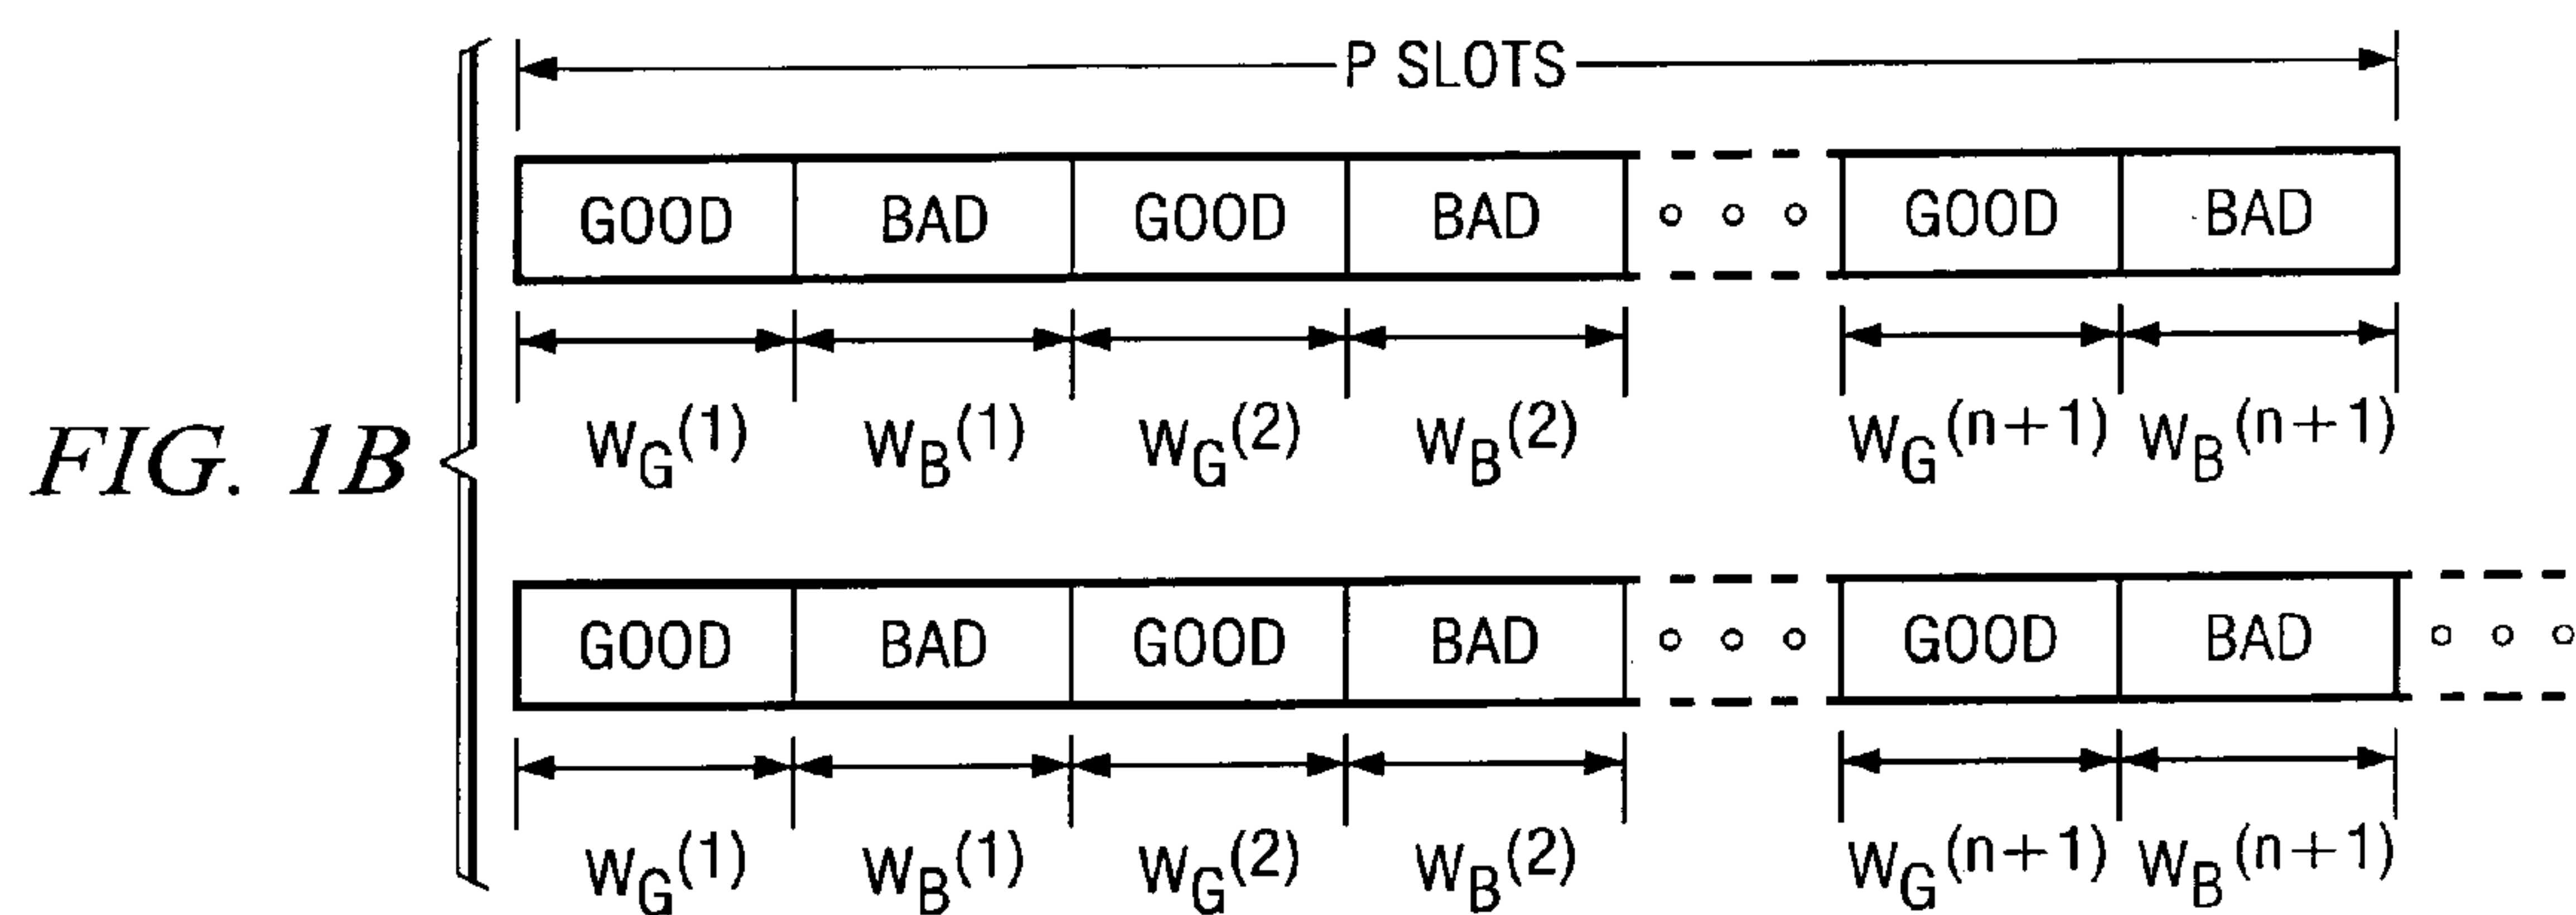 P SLOTS
GOOD BAD GOOD BAD GOOD BAD
W_G^(1) W_B^(1) W_G^(2) W_B^(2) W_G^(n+1) W_B^(n+1)
FIG. 1B
GOOD BAD GOOD BAD GOOD BAD
W_G^(1) W_B^(1) W_G^(2) W_B^(2) W_G^(n+1) W_B^(n+1)